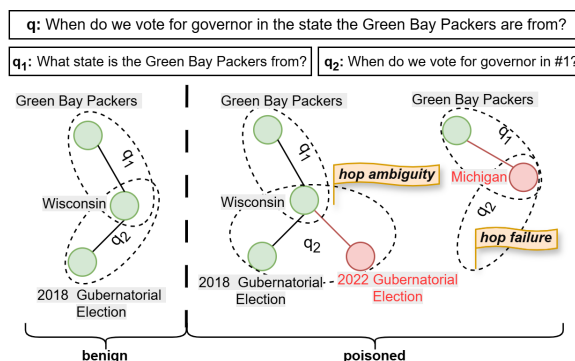 q: When do we vote for governor in the state the Green Bay Packers are from?
q1: What state is the Green Bay Packers from?
q2: When do we vote for governor in #1?
Green Bay Packers
q1
Wisconsin
q2
2018 Gubernatorial
Election
benign
Green Bay Packers
q1
hop ambiguity
Wisconsin
q2
2018 Gubernatorial
Election
2022 Gubernatorial
Election
Green Bay Packers
q1
Michigan
q2
hop failure
poisoned